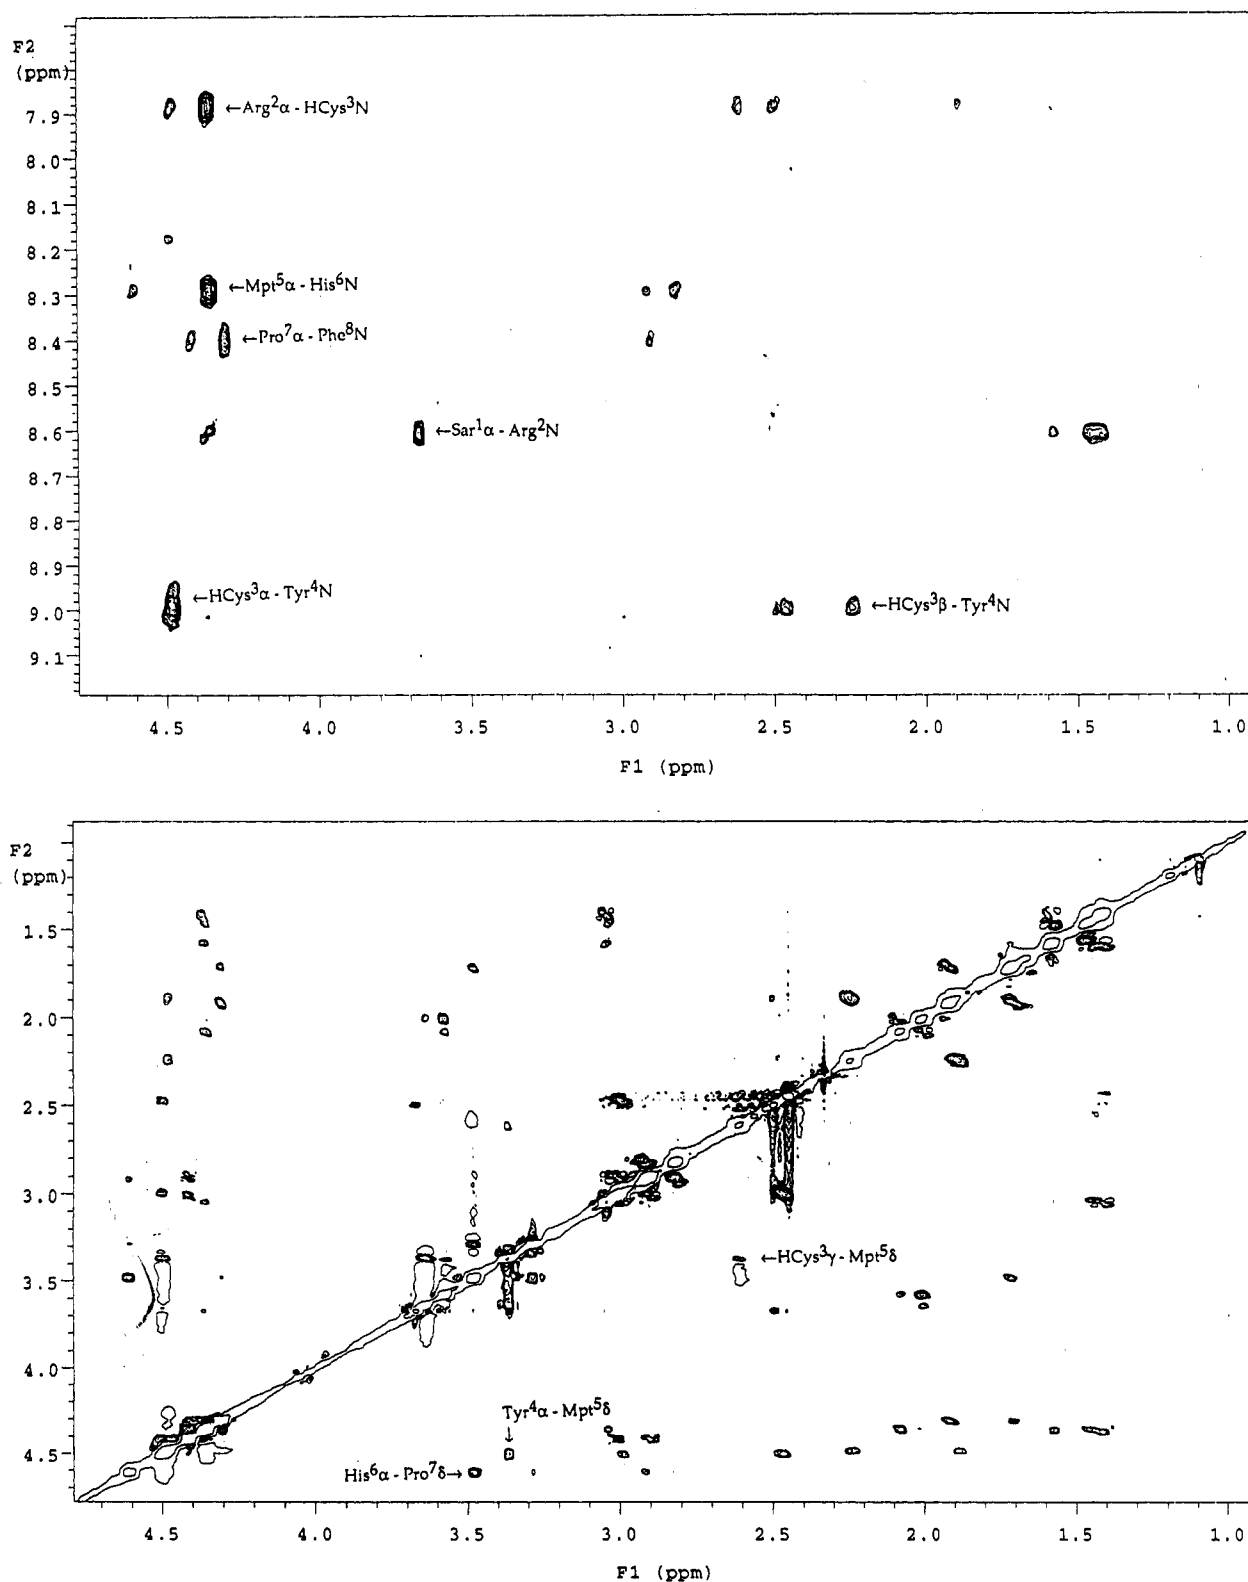 F2
(ppm)
7.9
←Arg²α - HCys³N
8.0
8.1
8.2
8.3
←Mpt⁵α - His⁶N
8.4
←Pro⁷α - Phe⁸N
8.5
8.6
←Sar¹α - Arg²N
8.7
8.8
8.9
←HCys³α - Tyr⁴N
9.0
←HCys³β - Tyr⁴N
9.1
4.5 4.0 3.5 3.0 2.5 2.0 1.5 1.0
F1 (ppm)
F2
(ppm)
1.5
2.0
2.5
3.0
←HCys³γ - Mpt⁵δ
3.5
4.0
Tyr⁴α - Mpt⁵δ
↓
4.5
His⁶α - Pro⁷δ→
4.5 4.0 3.5 3.0 2.5 2.0 1.5 1.0
F1 (ppm)